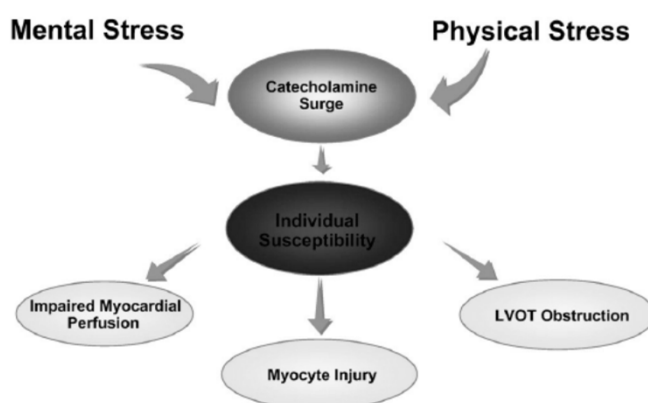 Mental Stress
Physical Stress
Catecholamine
Surge
Individual
Susceptibility
Impaired Myocardial
Perfusion
LVOT Obstruction
Myocyte Injury